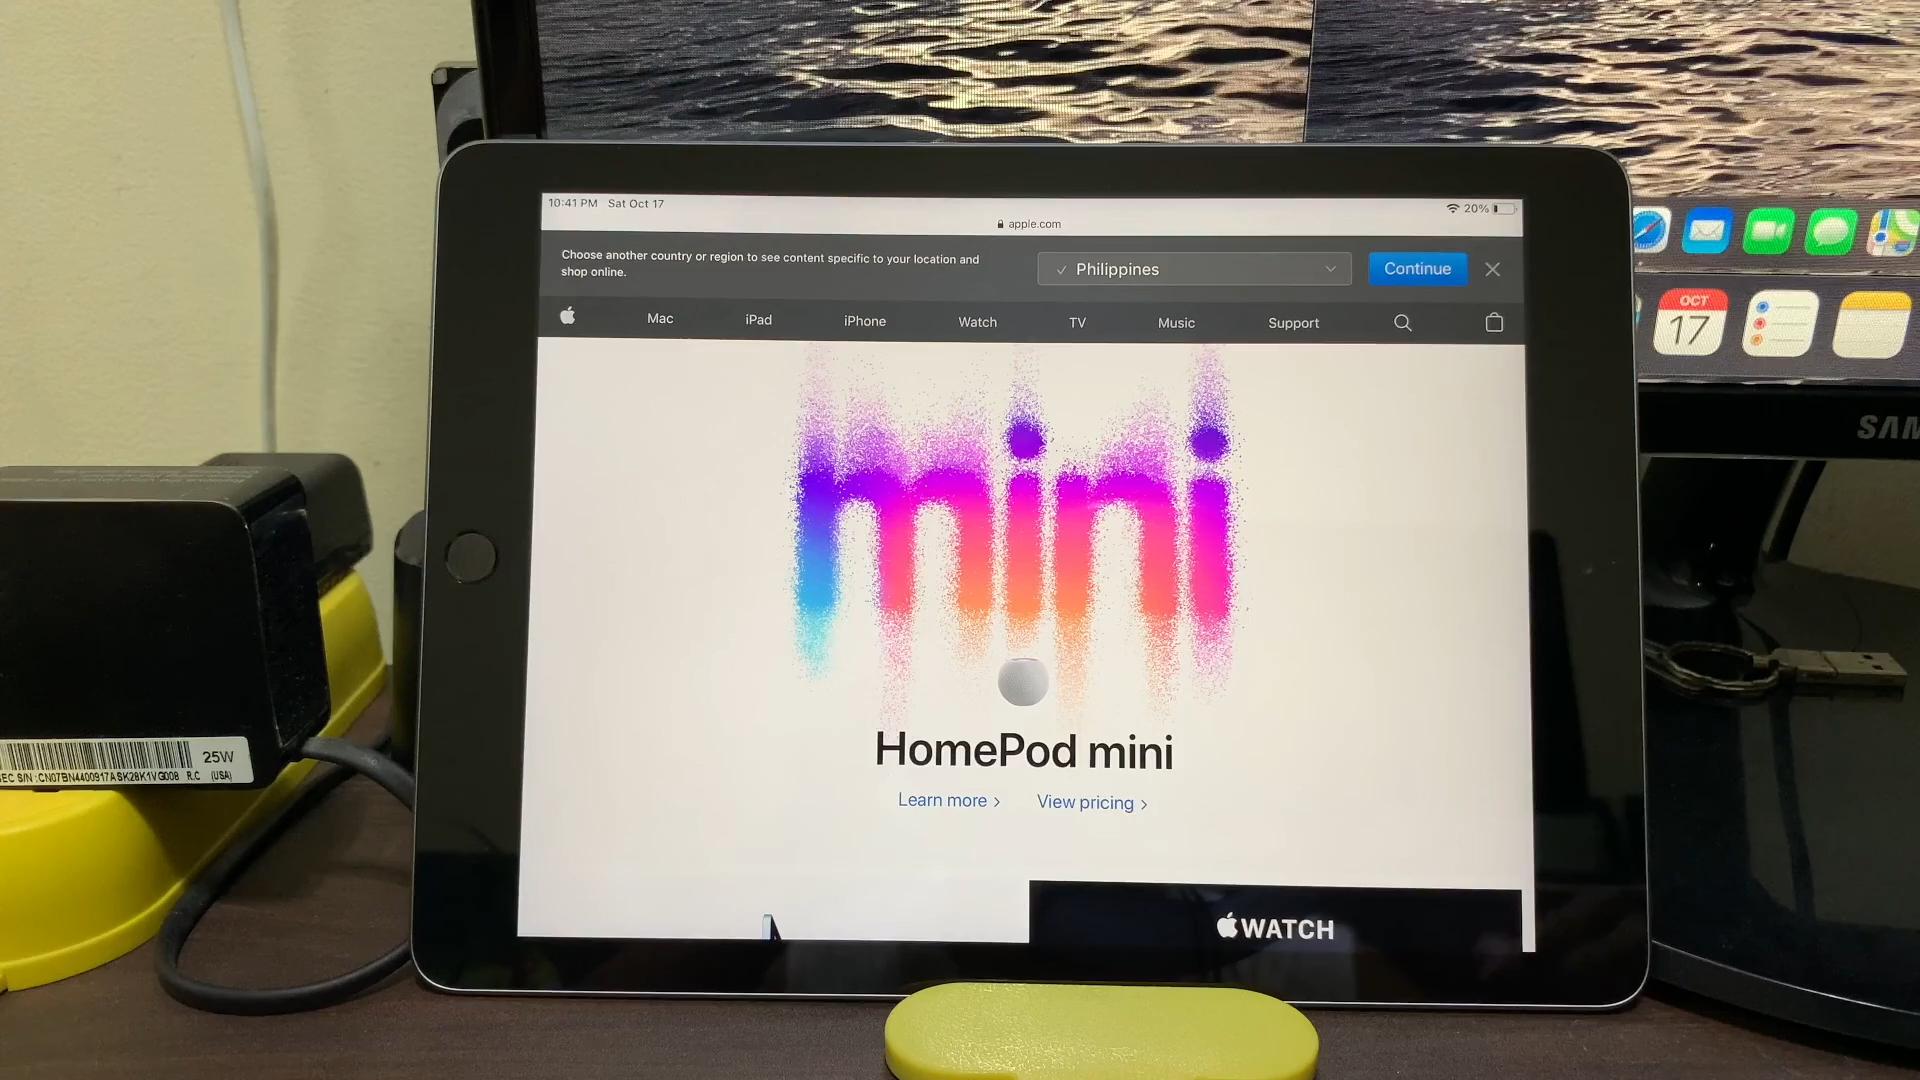 10:41 PM Sat Oct 17
20%
apple.com
Choose another country or region to see content specific to your location and
shop online.
✓ Philippines
Continue
Mac iPad iPhone Watch TV Music Support
mini
HomePod mini
Learn more > View pricing >
WATCH
OCT
17
SAM
25W
SEC S/N :CN07BN4400917ASK28K1VG008 R.C (USA)